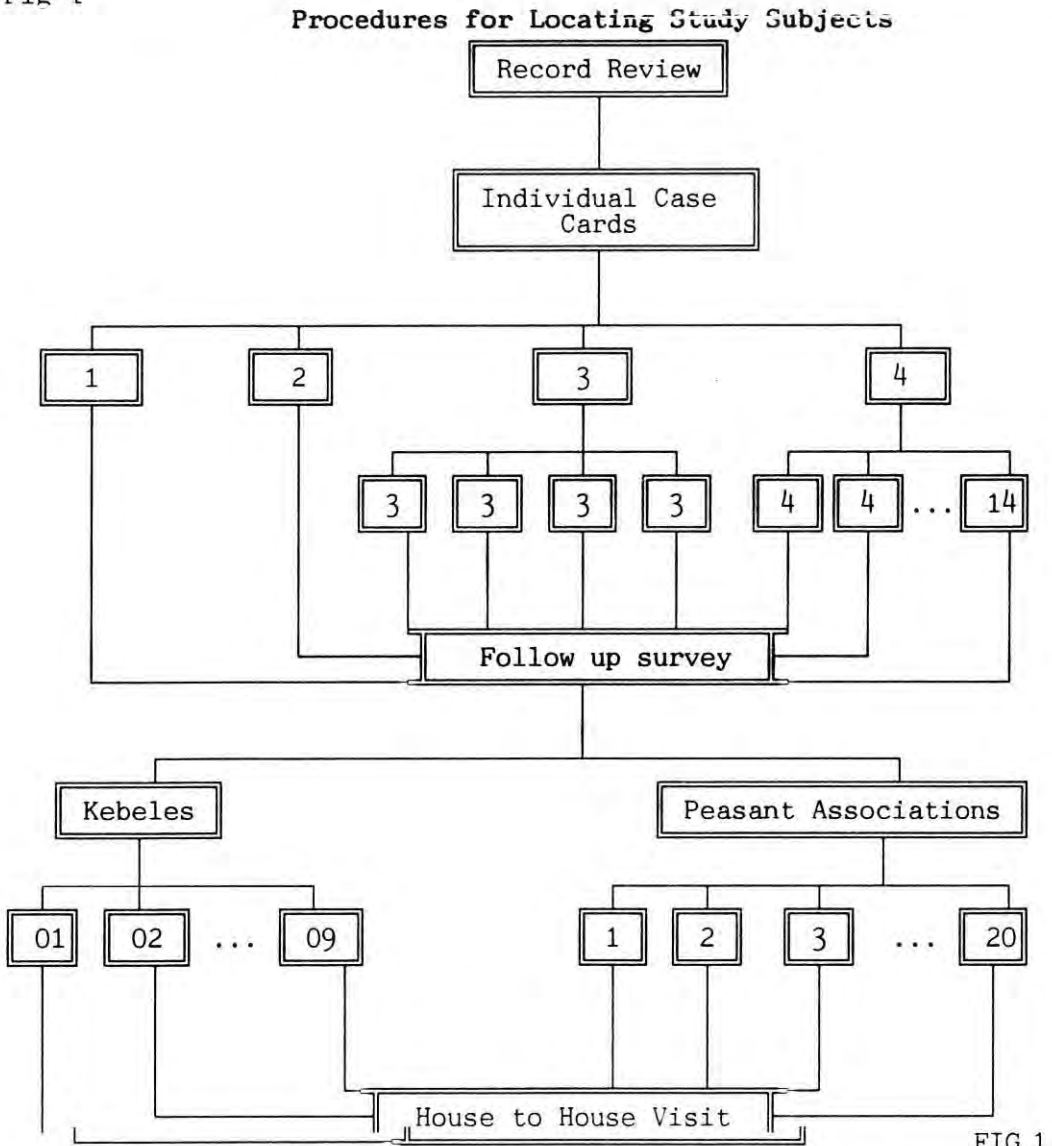 Procedures for Locating Study Subjects
Record Review
Individual Case
Cards
1 2 3 4
3 3 3 3 4 4 ... 14
Follow up survey
Kebeles Peasant Associations
01 02 ... 09 1 2 3 ... 20
House to House Visit
FIG 1